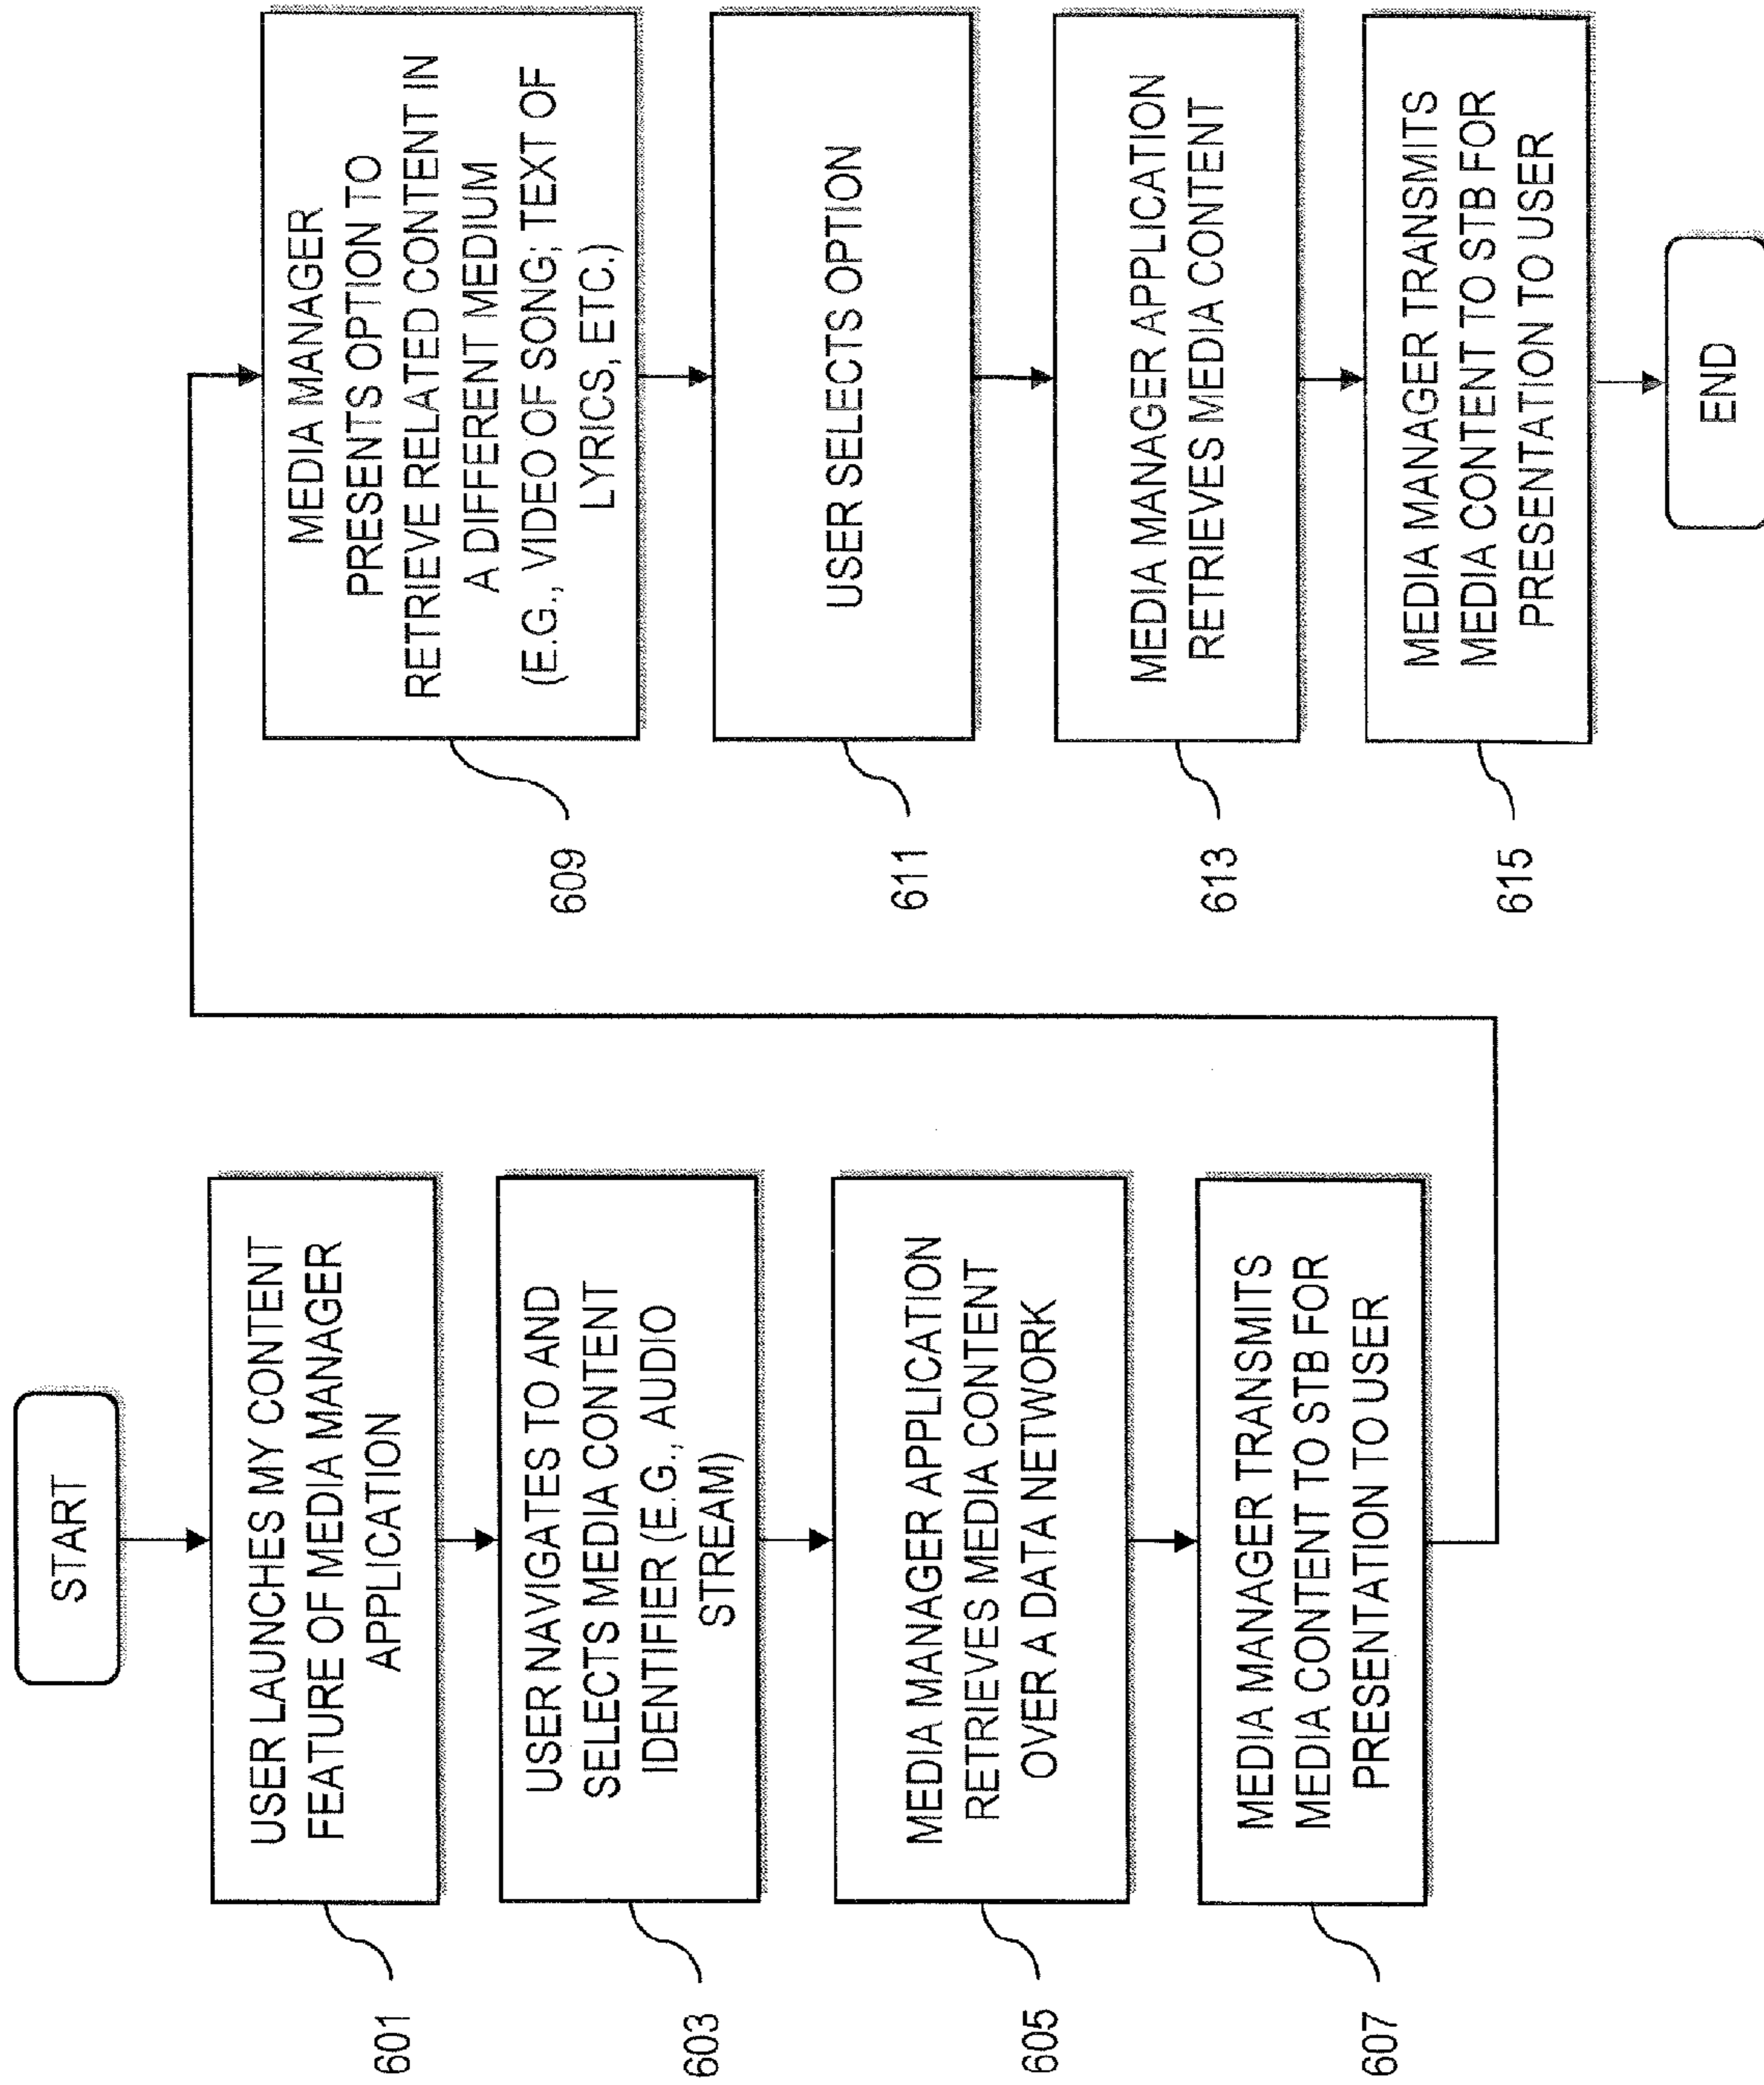 START
USER LAUNCHES MY CONTENT
FEATURE OF MEDIA MANAGER
APPLICATION
601
USER NAVIGATES TO AND
SELECTS MEDIA CONTENT
IDENTIFIER (E.G., AUDIO
STREAM)
603
MEDIA MANAGER APPLICATION
RETRIEVES MEDIA CONTENT
OVER A DATA NETWORK
605
MEDIA MANAGER TRANSMITS
MEDIA CONTENT TO STB FOR
PRESENTATION TO USER
607
MEDIA MANAGER
PRESENTS OPTION TO
RETRIEVE RELATED CONTENT IN
A DIFFERENT MEDIUM
(E.G., VIDEO OF SONG; TEXT OF
LYRICS, ETC.)
609
USER SELECTS OPTION
611
MEDIA MANAGER APPLICATION
RETRIEVES MEDIA CONTENT
613
MEDIA MANAGER TRANSMITS
MEDIA CONTENT TO STB FOR
PRESENTATION TO USER
615
END